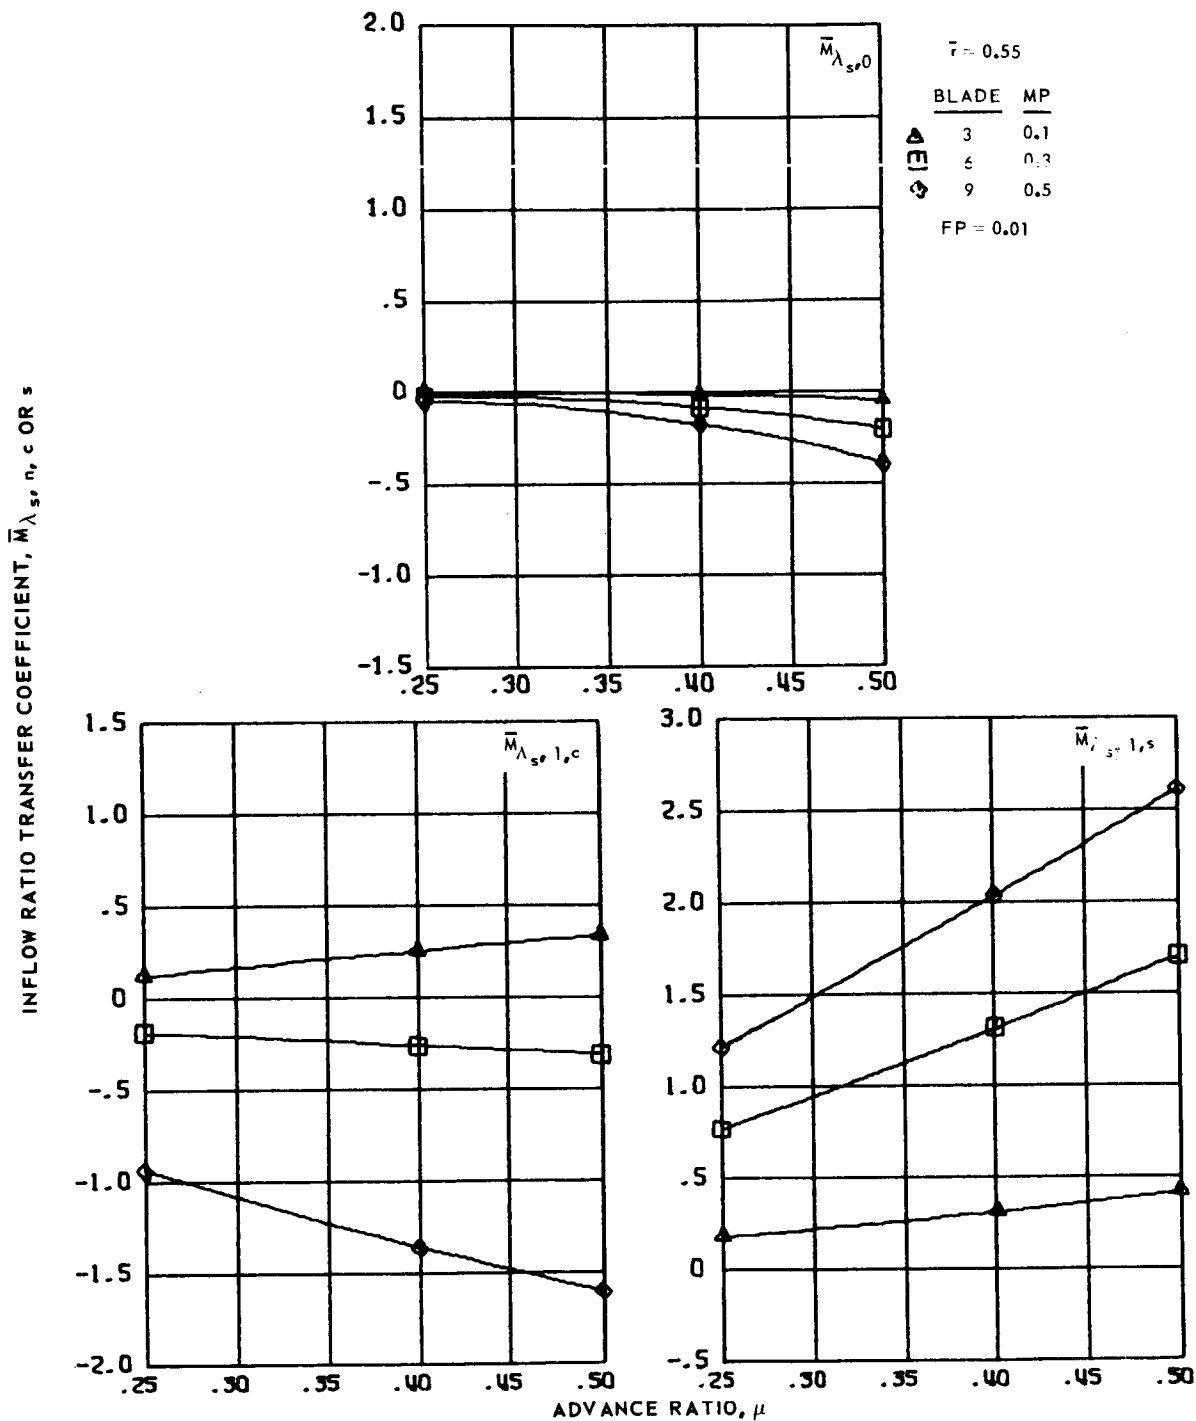 2.0
1.5
1.0
.5
0
-.5
-1.0
-1.5
.25 .30 .35 .40 .45 .50
M̄λs,0
r̄ = 0.55
BLADE MP
3 0.1
6 0.3
9 0.5
FP = 0.01
INFLOW RATIO TRANSFER COEFFICIENT, M̄λs, n, c OR s
1.5
1.0
.5
0
-.5
-1.0
-1.5
-2.0
.25 .30 .35 .40 .45 .50
M̄λs, 1,c
3.0
2.5
2.0
1.5
1.0
.5
0
-.5
.25 .30 .35 .40 .45 .50
M̄ s, 1,s
ADVANCE RATIO, μ